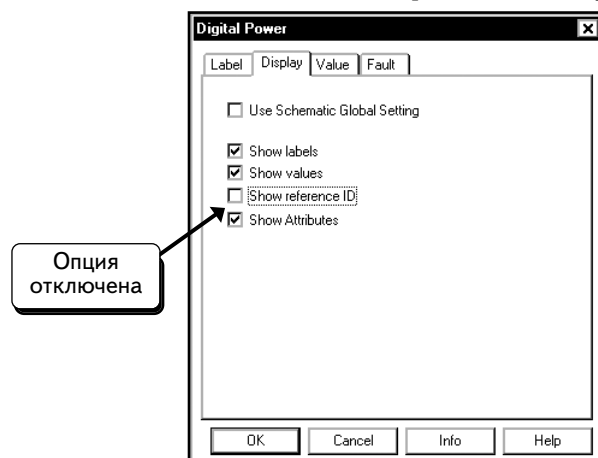 Digital Power
Label Display Value Fault
Use Schematic Global Setting
Show labels
Show values
Show reference ID
Show Attributes
Опция
отключена
OK Cancel Info Help